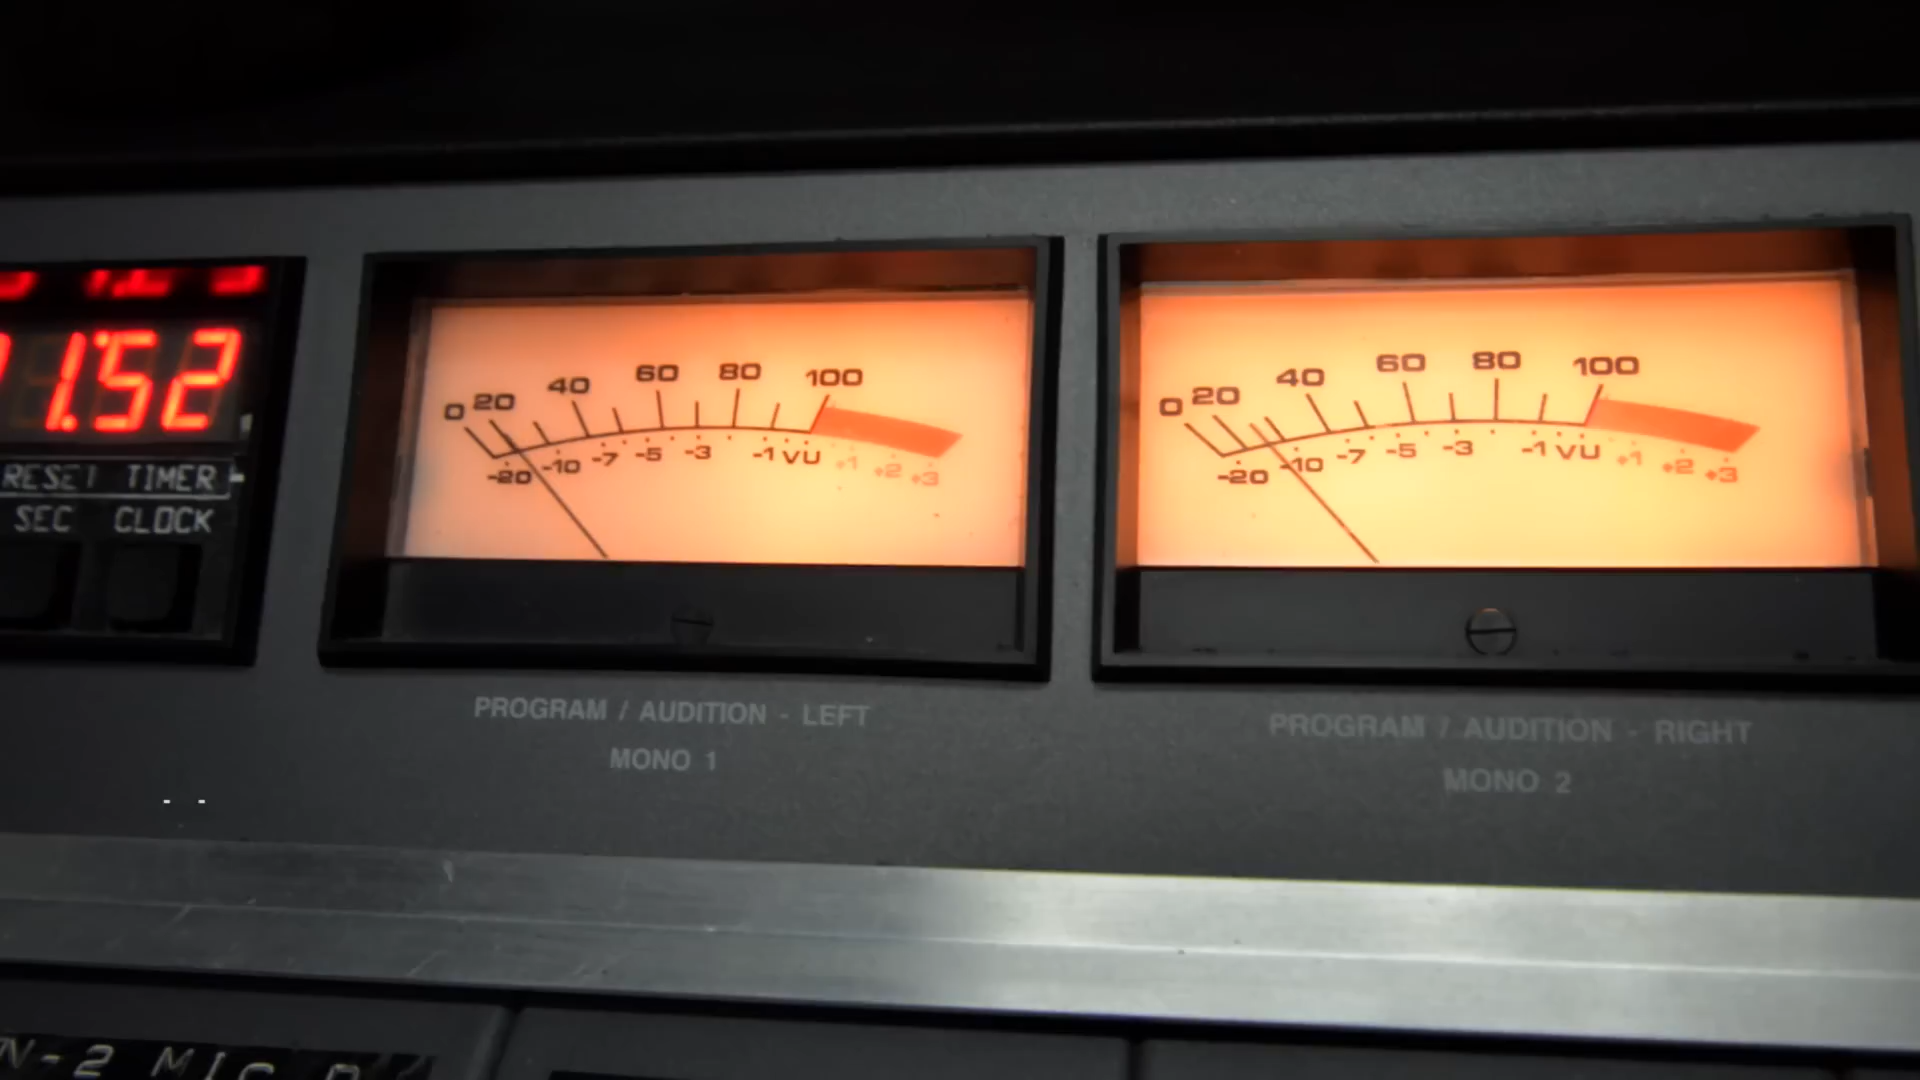 1:52
RESET TIMER
SEC CLOCK
0 20 40 60 80 100
-20 -10 -7 -5 -3 -1 VU +1 +2 +3
PROGRAM / AUDITION - LEFT
MONO 1
0 20 40 60 80 100
-20 -10 -7 -5 -3 -1 VU +1 +2 +3
PROGRAM / AUDITION - RIGHT
MONO 2
N-2 MIC